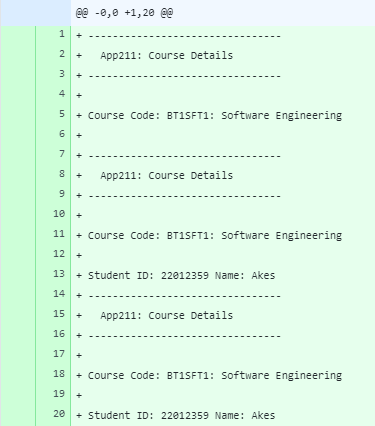 @@ -0,0 +1,20 @@
1 + --------------------------------
2 +   App211: Course Details
3 + --------------------------------
4 +
5 + Course Code: BT1SFT1: Software Engineering
6 +
7 + --------------------------------
8 +   App211: Course Details
9 + --------------------------------
10 +
11 + Course Code: BT1SFT1: Software Engineering
12 +
13 + Student ID: 22012359 Name: Akes
14 + --------------------------------
15 +   App211: Course Details
16 + --------------------------------
17 +
18 + Course Code: BT1SFT1: Software Engineering
19 +
20 + Student ID: 22012359 Name: Akes